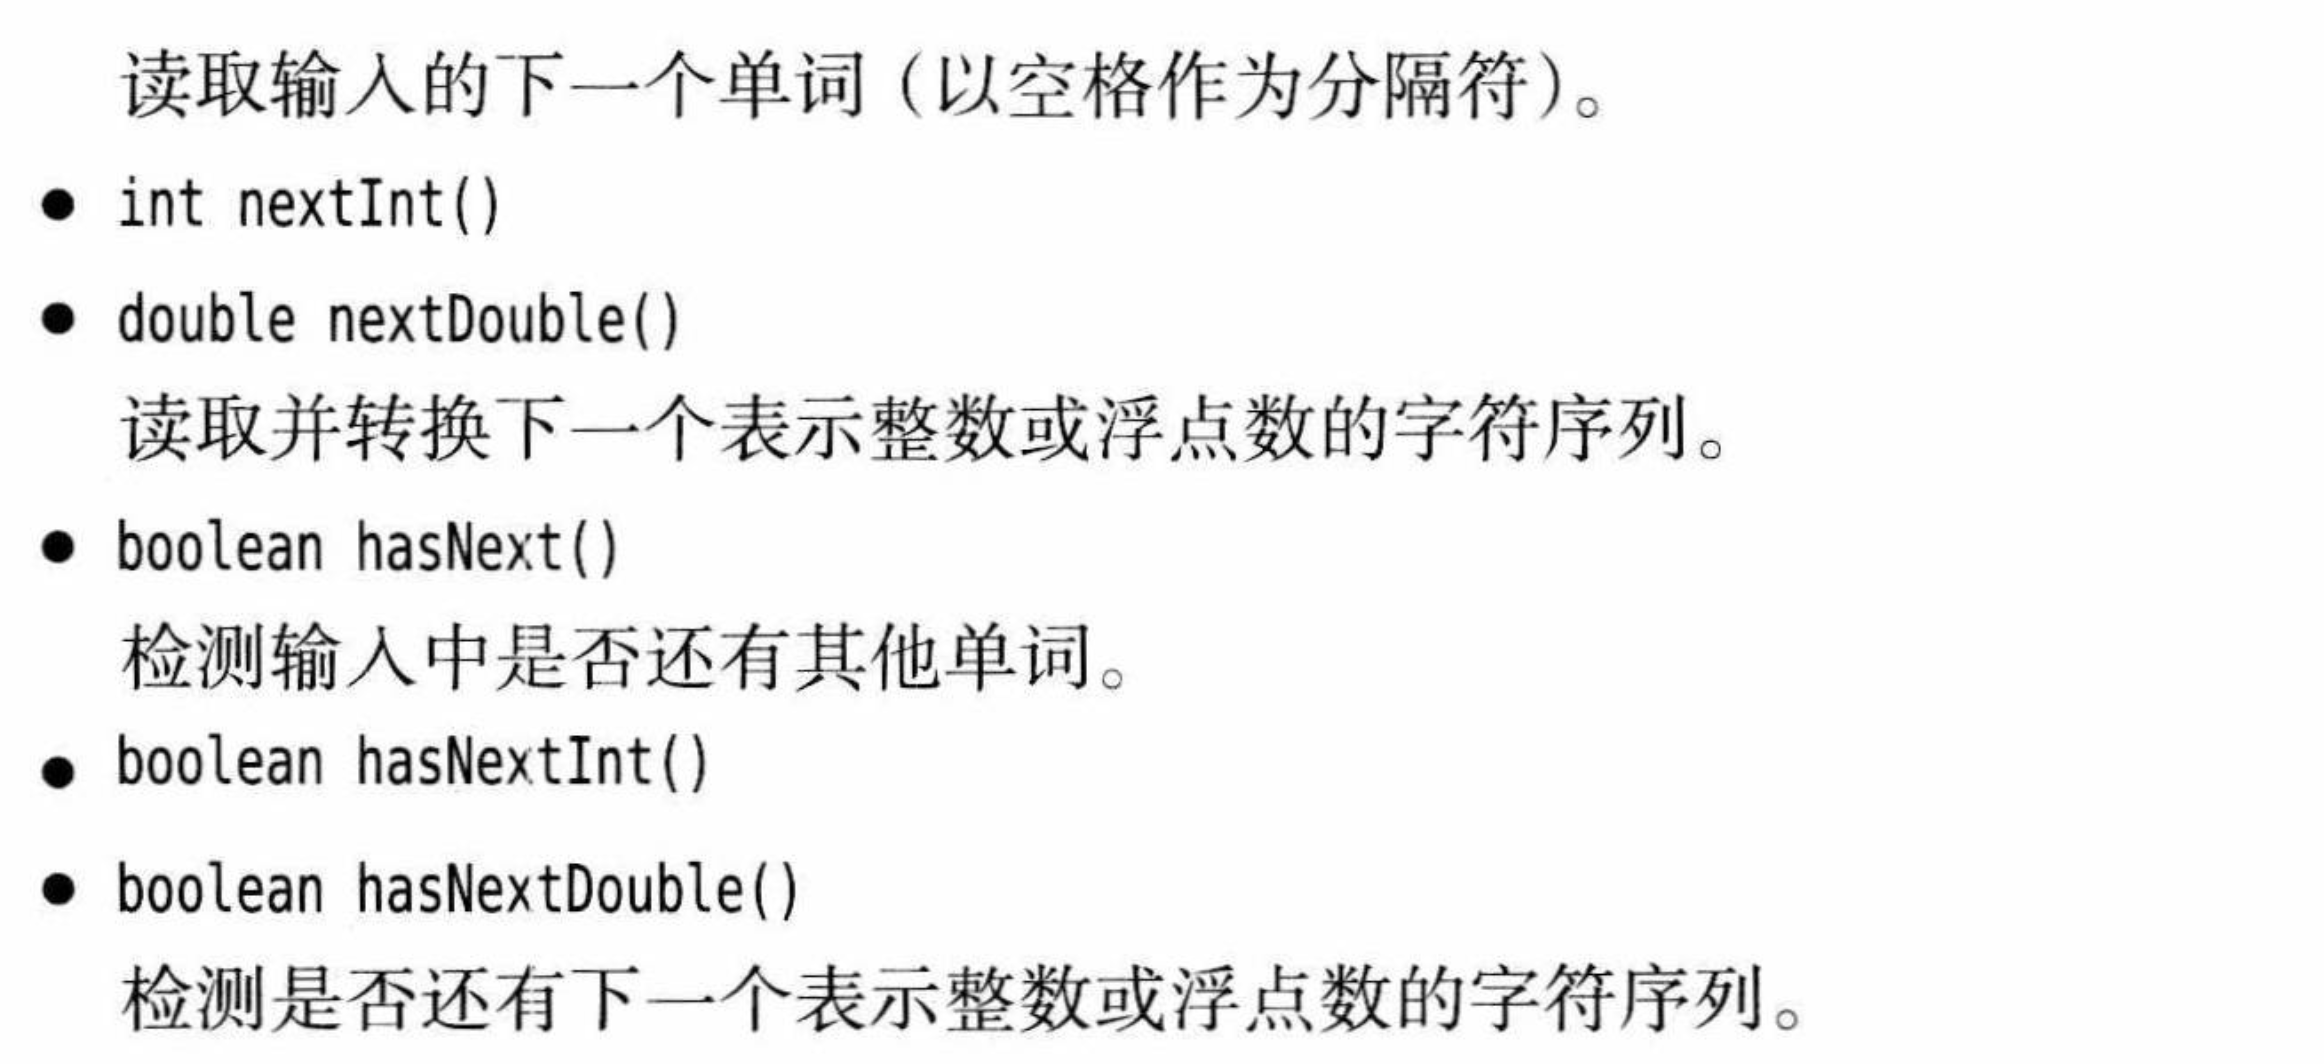 读取输入的下一个单词（以空格作为分隔符）。
● int nextInt()
● double nextDouble()
读取并转换下一个表示整数或浮点数的字符序列。
● boolean hasNext()
检测输入中是否还有其他单词。
● boolean hasNextInt()
● boolean hasNextDouble()
检测是否还有下一个表示整数或浮点数的字符序列。